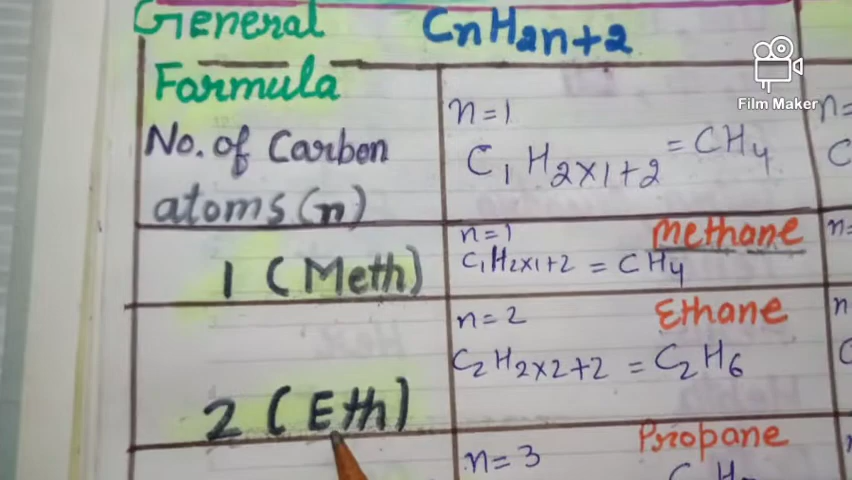 General CnH2n+2
Formula
No. of Carbon
atoms (n)
n=1
C1 H2x1+2 = CH4
1 (Meth)
n=1 Methane
C1H2x1+2 = CH4
2 (Eth)
n=2 Ethane
C2H2x2+2 = C2H6
n=3 Propane
Film Maker